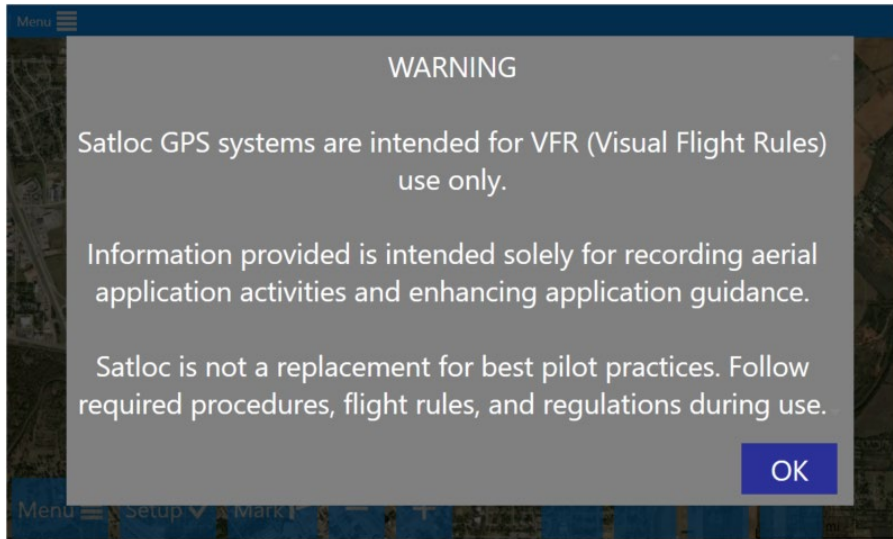 Menu
WARNING
Satloc GPS systems are intended for VFR (Visual Flight Rules)
use only.
Information provided is intended solely for recording aerial
application activities and enhancing application guidance.
Satloc is not a replacement for best pilot practices. Follow
required procedures, flight rules, and regulations during use.
OK
Menu Setup Mark − +
mi